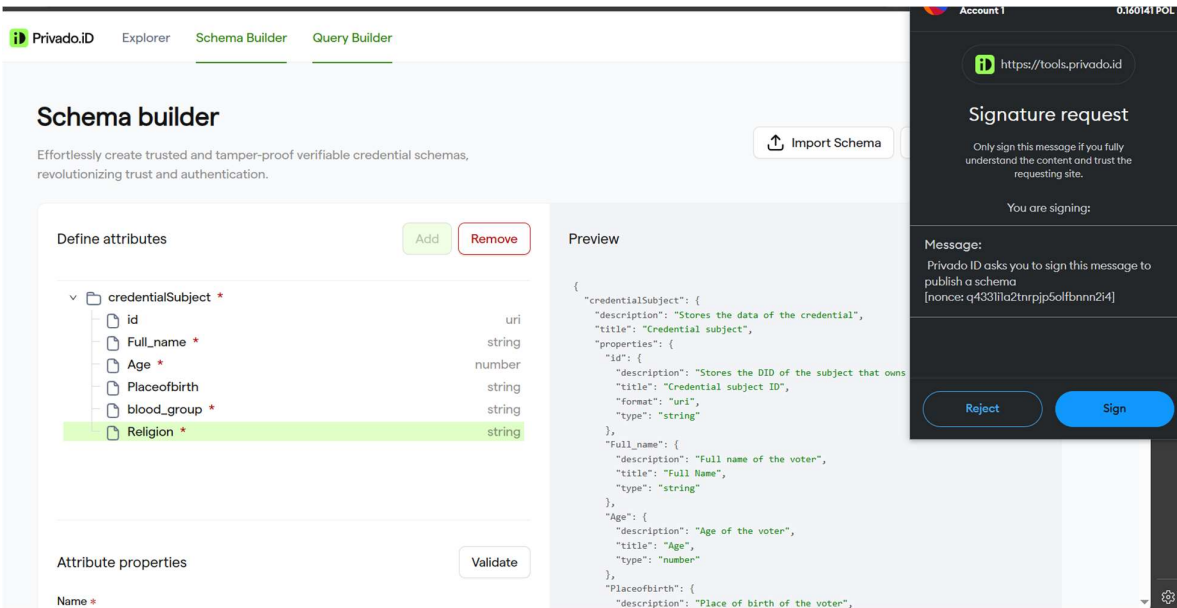 Privado.iD Explorer Schema Builder Query Builder
Schema builder
Effortlessly create trusted and tamper-proof verifiable credential schemas,
revolutionizing trust and authentication.
Import Schema
Define attributes Add Remove
credentialSubject *
id uri
Full_name * string
Age * number
Placeofbirth string
blood_group * string
Religion * string
Attribute properties Validate
Name *
Preview
{
"credentialSubject": {
"description": "Stores the data of the credential",
"title": "Credential subject",
"properties": {
"id": {
"description": "Stores the DID of the subject that owns
"title": "Credential subject ID",
"format": "uri",
"type": "string"
},
"Full_name": {
"description": "Full name of the voter",
"title": "Full Name",
"type": "string"
},
"Age": {
"description": "Age of the voter",
"title": "Age",
"type": "number"
},
"Placeofbirth": {
"description": "Place of birth of the voter",
Account 1 0.160141 POL
https://tools.privado.id
Signature request
Only sign this message if you fully
understand the content and trust the
requesting site.
You are signing:
Message:
Privado ID asks you to sign this message to
publish a schema
[nonce: q4331i1a2tnrpjp5olfbnnn2i4]
Reject Sign